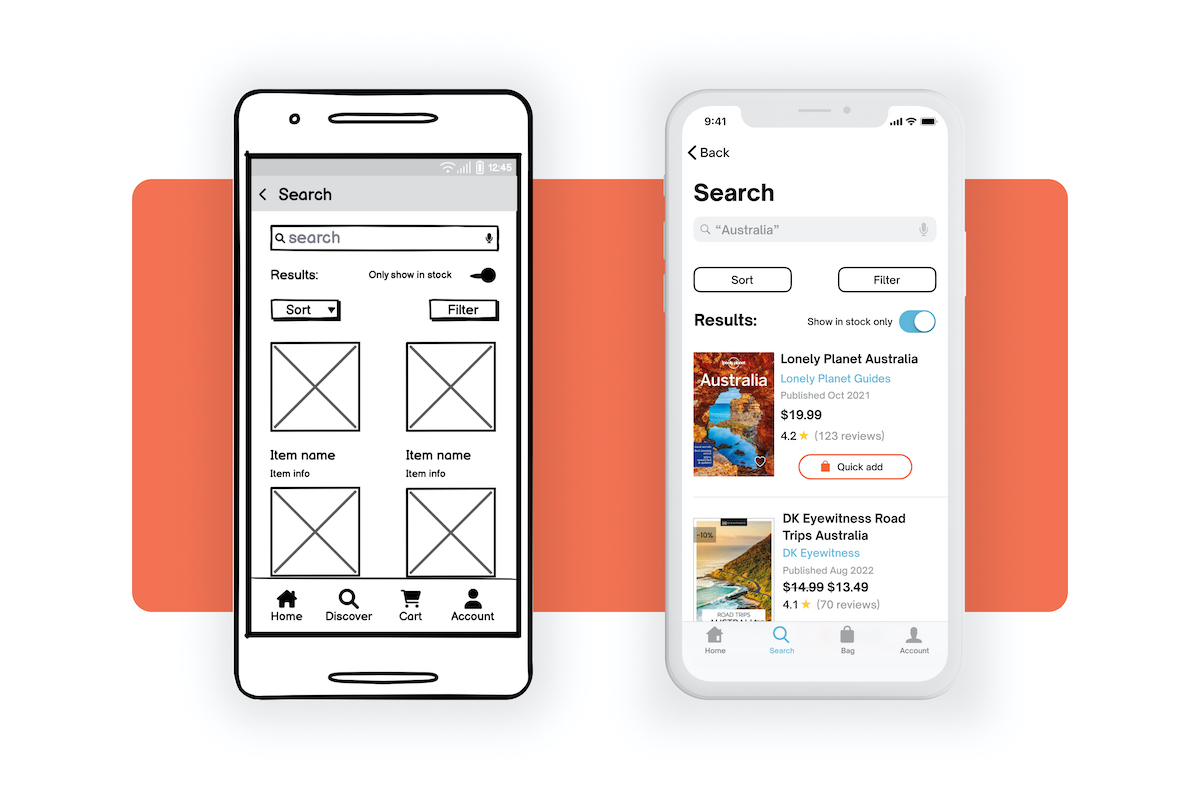 12:45
Search
search
Results:
Only show in stock
Sort
Filter
Item name
Item name
Item info
Item info
Home
Discover
Cart
Account
9:41
Back
Search
“Australia”
Sort
Filter
Results:
Show in stock only
lonely planet
Australia
Lonely Planet Australia
Lonely Planet Guides
Published Oct 2021
$19.99
4.2
(123 reviews)
Quick add
-10%
ROAD TRIPS
AUSTRALIA
DK Eyewitness Road
Trips Australia
DK Eyewitness
Published Aug 2022
$14.99 $13.49
4.1
(70 reviews)
Home
Search
Bag
Account